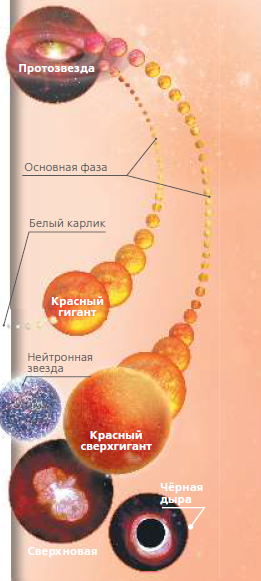 Протозвезда
Основная фаза
Белый карлик
Красный
гигант
Нейтронная
звезда
Красный
сверхгигант
Чёрная
дыра
Сверхновая